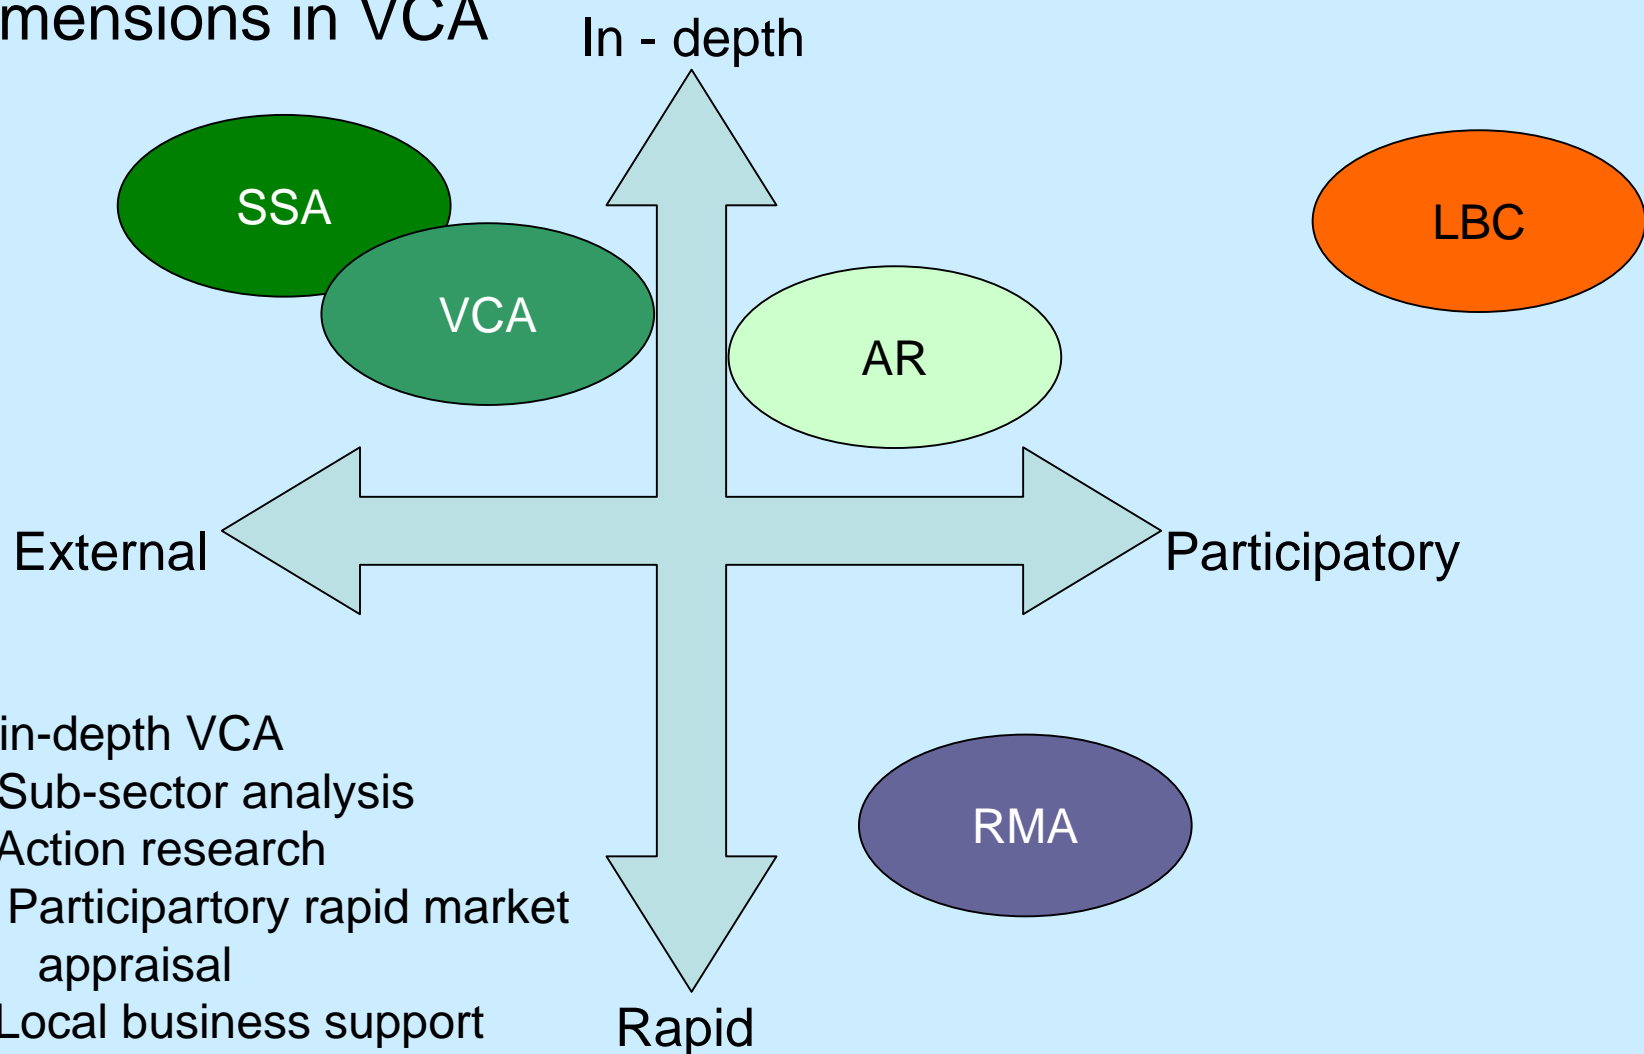 mensions in VCA
In - depth
SSA
LBC
VCA
AR
External
Participatory
in-depth VCA
Sub-sector analysis
Action research
RMA
Participartory rapid market
appraisal
Local business support
Rapid